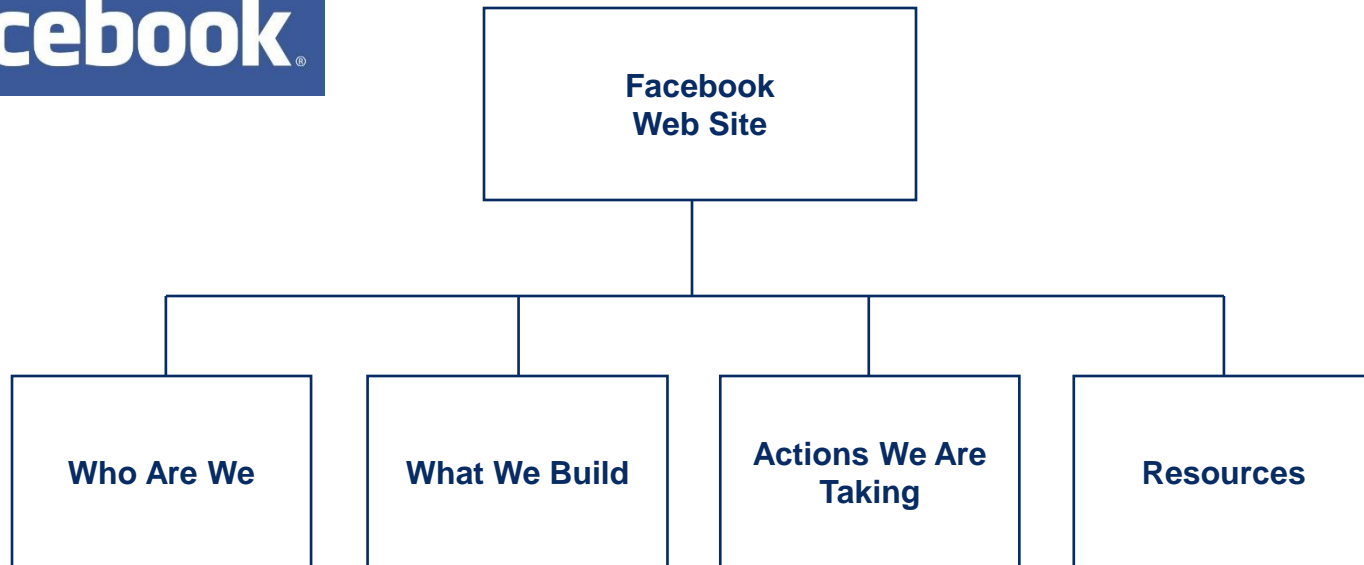 cebook®
Facebook
Web Site
Who Are We
What We Build
Actions We Are
Taking
Resources